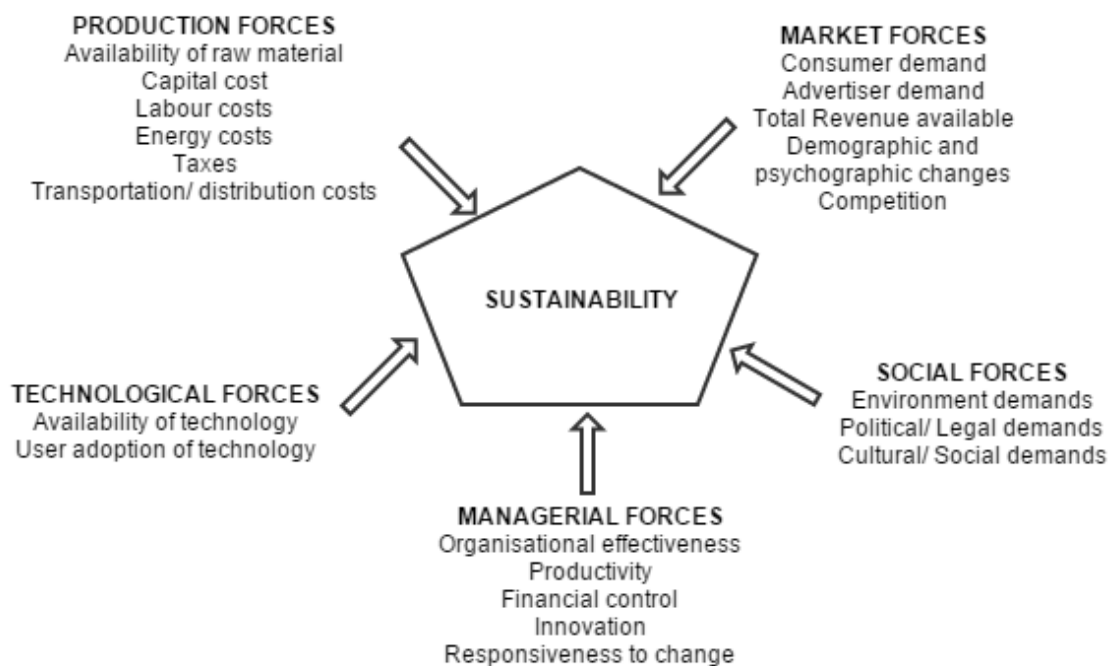 PRODUCTION FORCES
Availability of raw material
Capital cost
Labour costs
Energy costs
Taxes
Transportation/ distribution costs
MARKET FORCES
Consumer demand
Advertiser demand
Total Revenue available
Demographic and
psychographic changes
Competition
SUSTAINABILITY
TECHNOLOGICAL FORCES
Availability of technology
User adoption of technology
SOCIAL FORCES
Environment demands
Political/ Legal demands
Cultural/ Social demands
MANAGERIAL FORCES
Organisational effectiveness
Productivity
Financial control
Innovation
Responsiveness to change